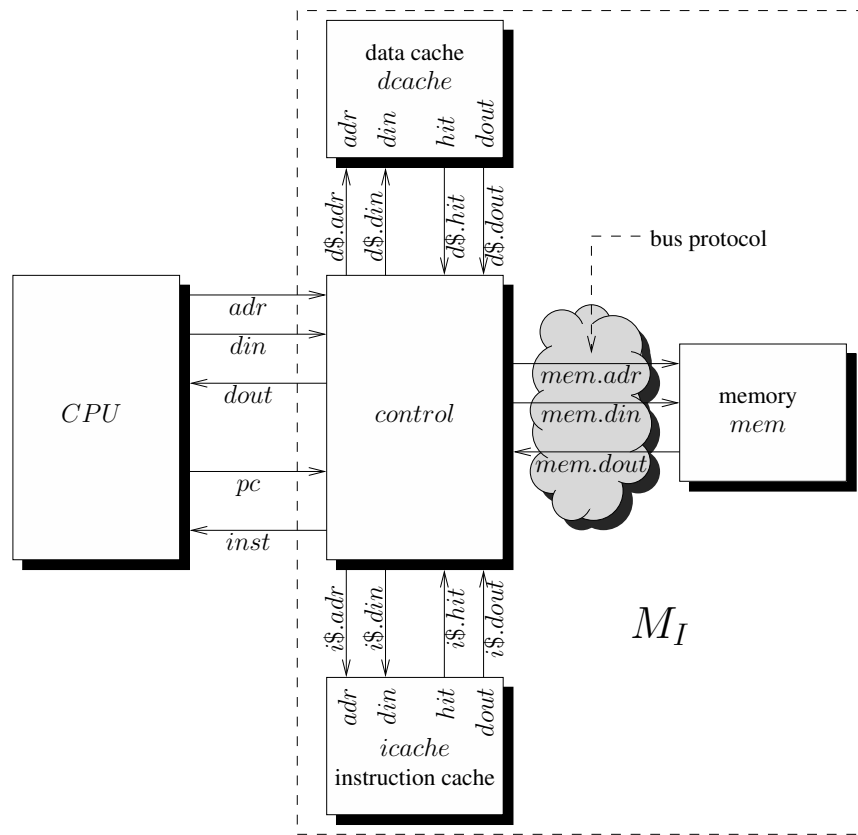 data cache
dcache
adr din hit dout
d$.adr d$.din d$.hit d$.dout
bus protocol
adr
din
dout
pc
inst
CPU
control
mem.adr
mem.din
mem.dout
memory
mem
M_I
i$.adr i$.din i$.hit i$.dout
adr din hit dout
icache
instruction cache